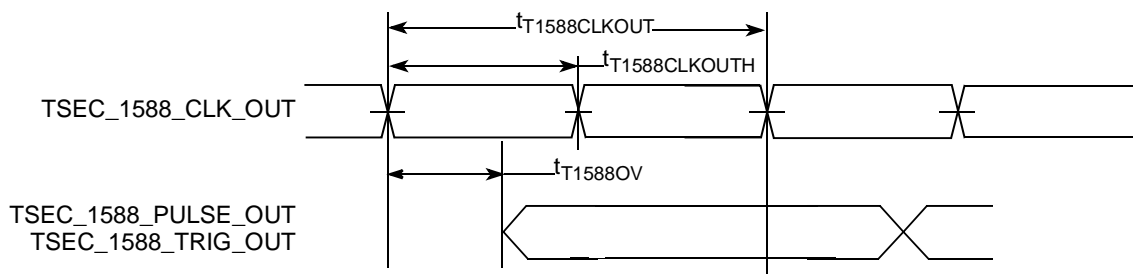 tT1588CLKOUT
tT1588CLKOUTH
TSEC_1588_CLK_OUT
tT1588OV
TSEC_1588_PULSE_OUT
TSEC_1588_TRIG_OUT